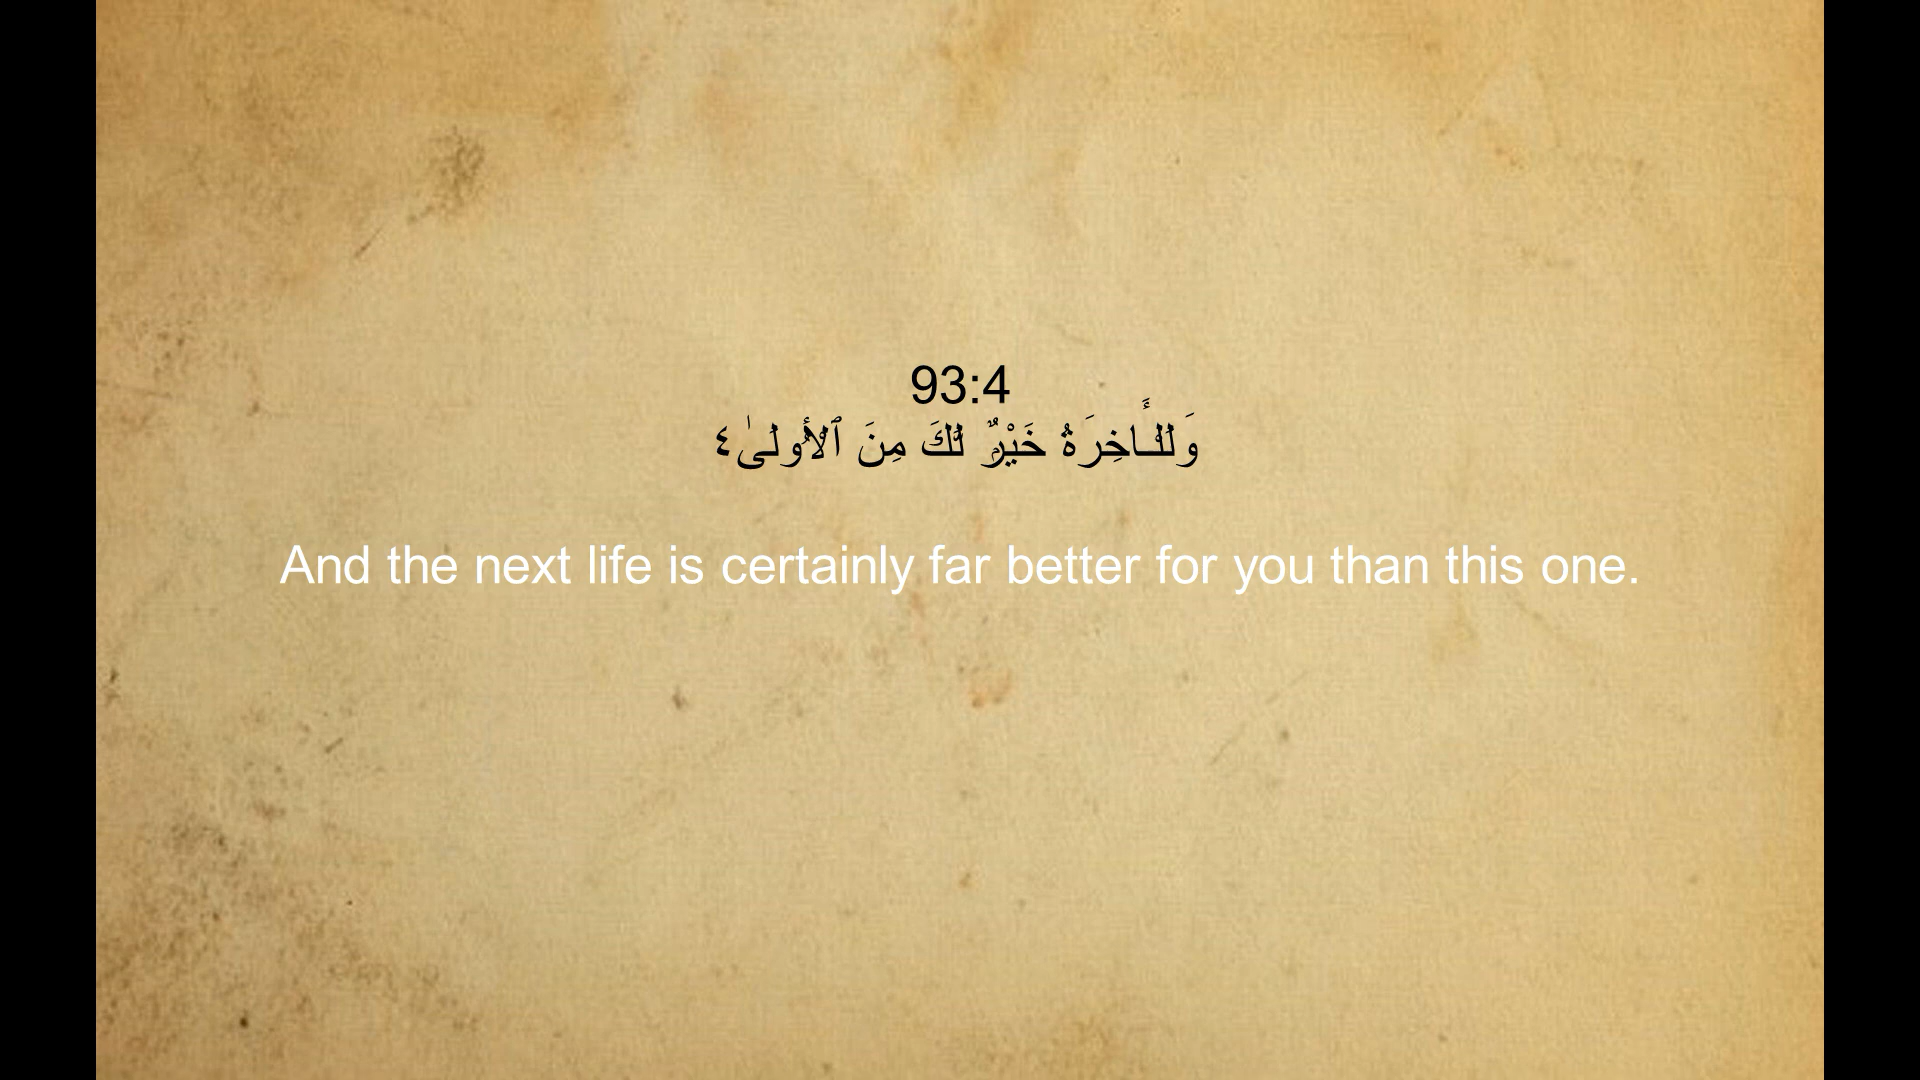 93:4
وَلَلْـَٔاخِرَةُ خَيْرٌۭ لَّكَ مِنَ ٱلْأُولَىٰ ٤
And the next life is certainly far better for you than this one.